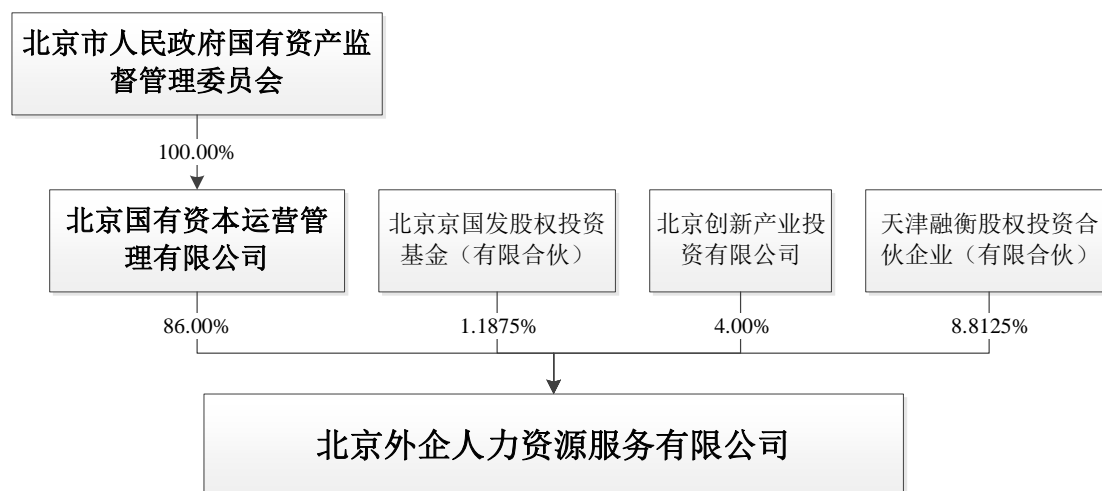 北京市人民政府国有资产监
督管理委员会
100.00%
北京国有资本运营管
理有限公司
北京京国发股权投资
基金（有限合伙）
北京创新产业投
资有限公司
天津融衡股权投资合
伙企业（有限合伙）
86.00%
1.1875%
4.00%
8.8125%
北京外企人力资源服务有限公司